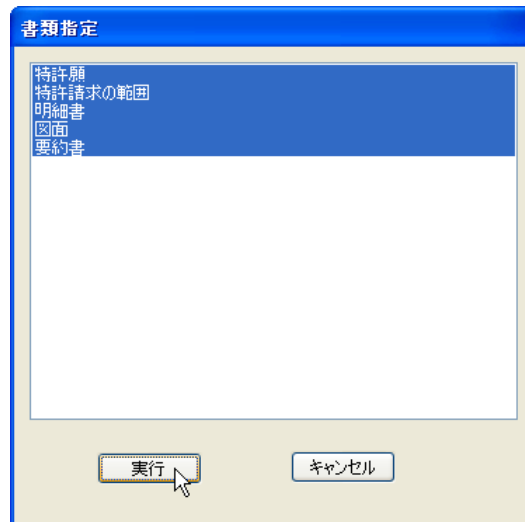 書類指定
特許願
特許請求の範囲
明細書
図面
要約書
実行
キャンセル